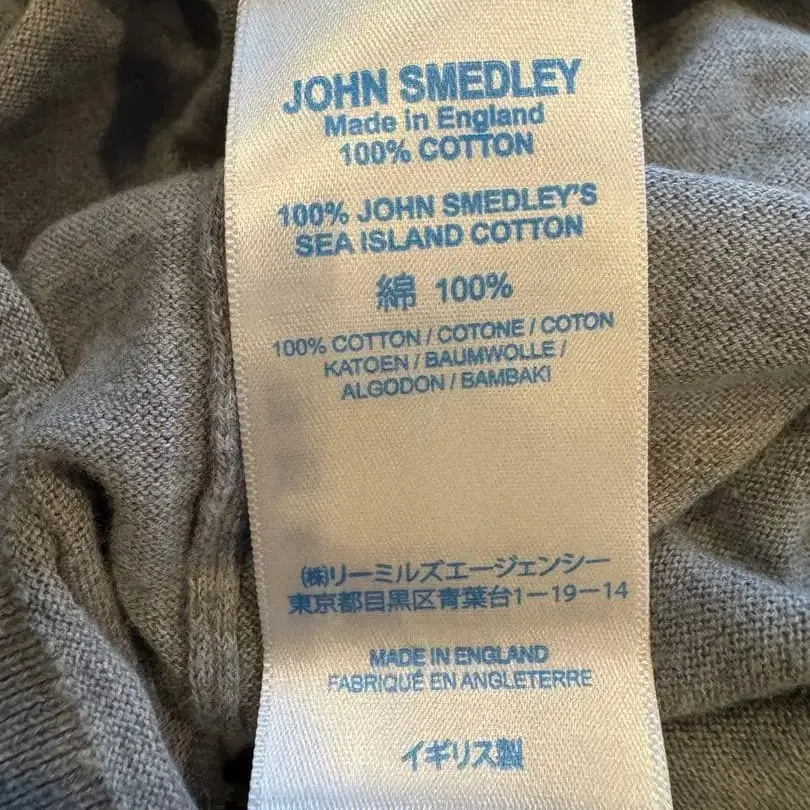 JOHN SMEDLEY
Made in England
100% COTTON
100% JOHN SMEDLEY'S
SEA ISLAND COTTON
綿 100%
100% COTTON / COTONE / COTON
KATOEN / BAUMWOLLE /
ALGODON / BAMBAKI
㈱リーミルズエージェンシー
東京都目黒区青葉台1-19-14
MADE IN ENGLAND
FABRIQUE EN ANGLETERRE
イギリス製